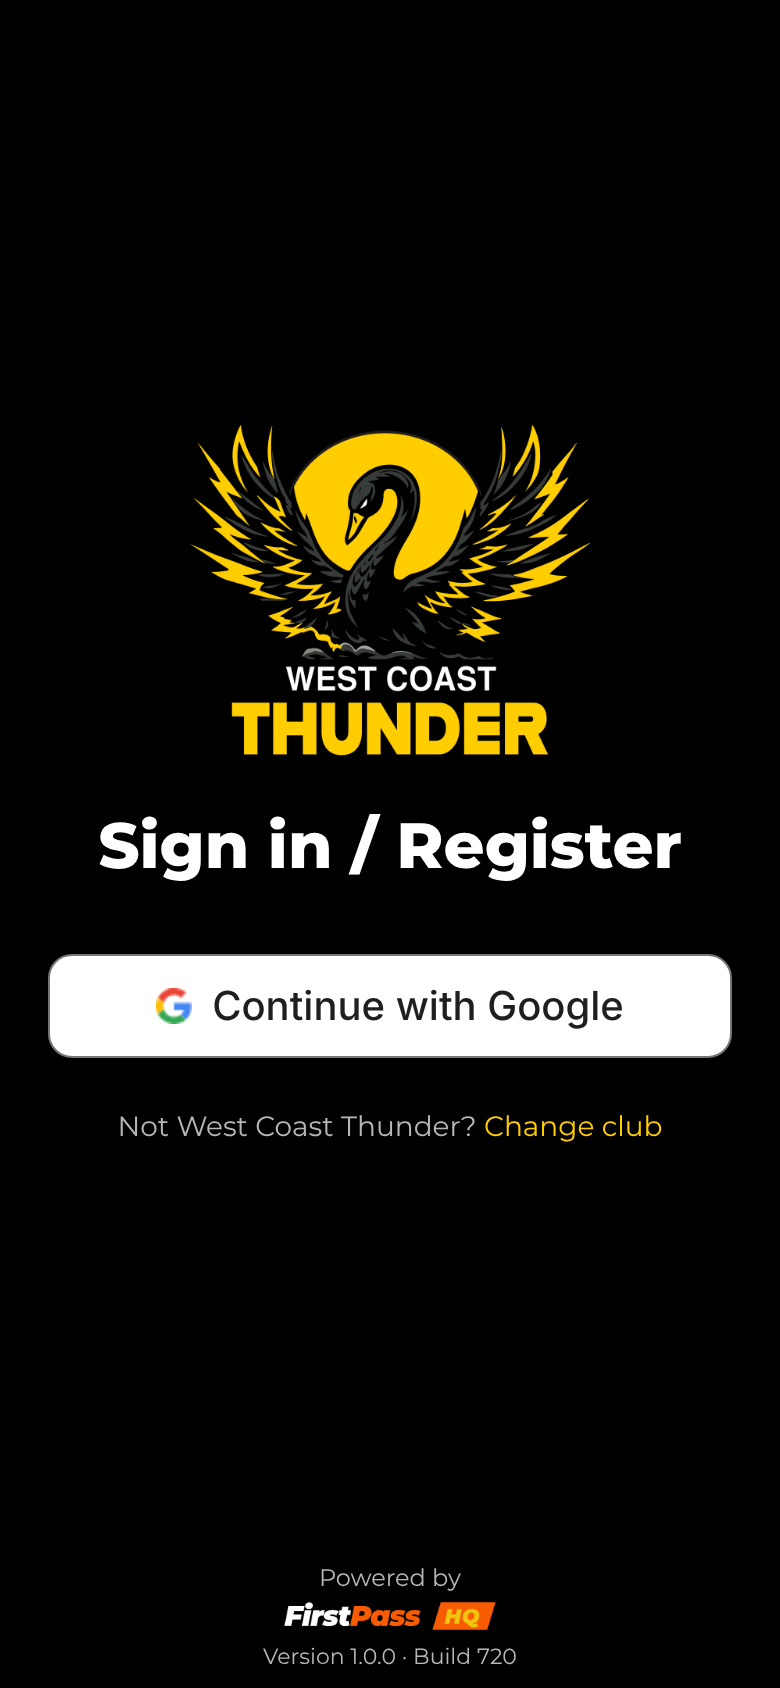 WEST COAST
THUNDER
Sign in / Register
Continue with Google
Not West Coast Thunder? Change club
Powered by
FirstPass HQ
Version 1.0.0 · Build 720